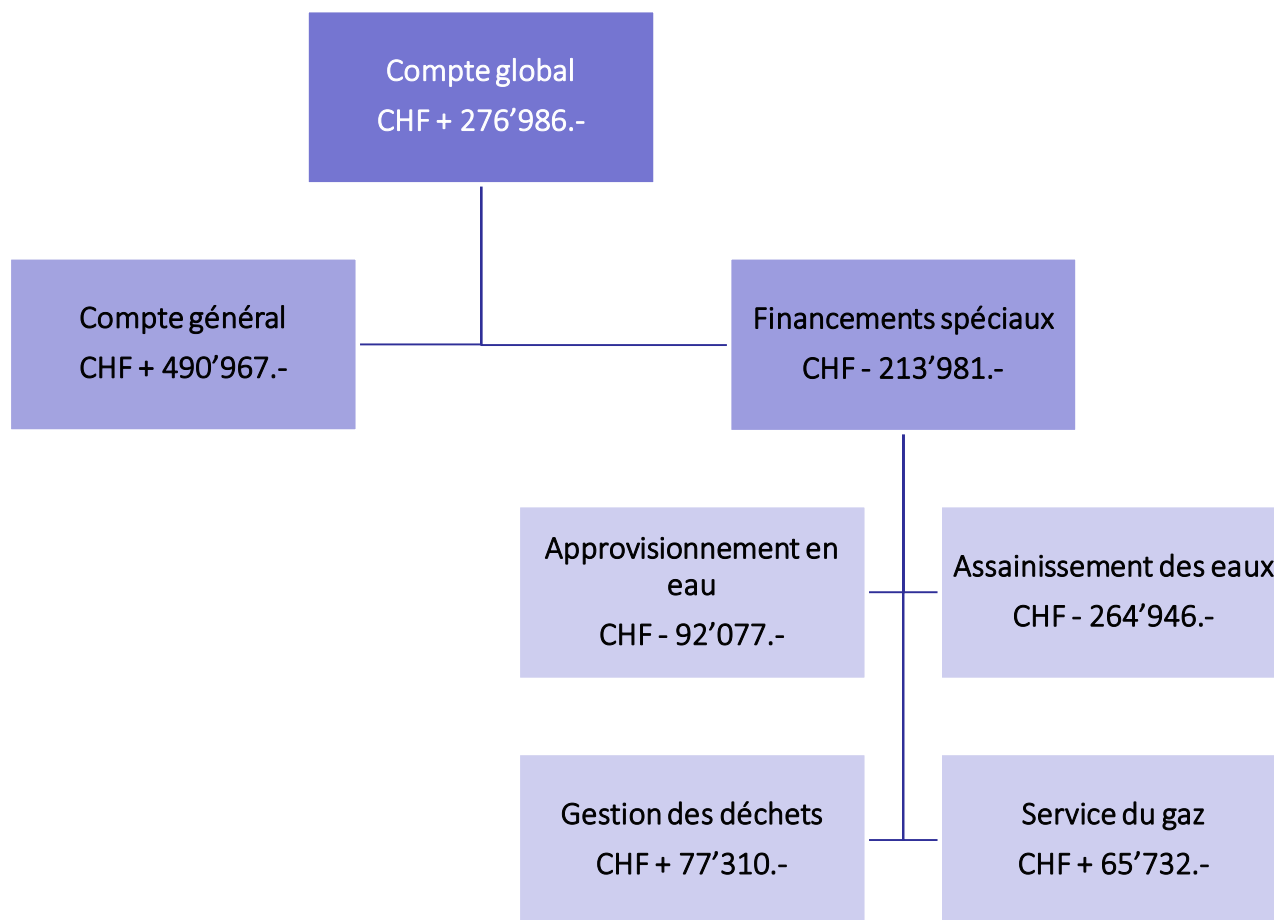 Compte global
CHF + 276’986.-
Compte général
CHF + 490’967.-
Financements spéciaux
CHF - 213’981.-
Approvisionnement en
eau
CHF - 92’077.-
Assainissement des eaux
CHF - 264’946.-
Gestion des déchets
CHF + 77’310.-
Service du gaz
CHF + 65’732.-